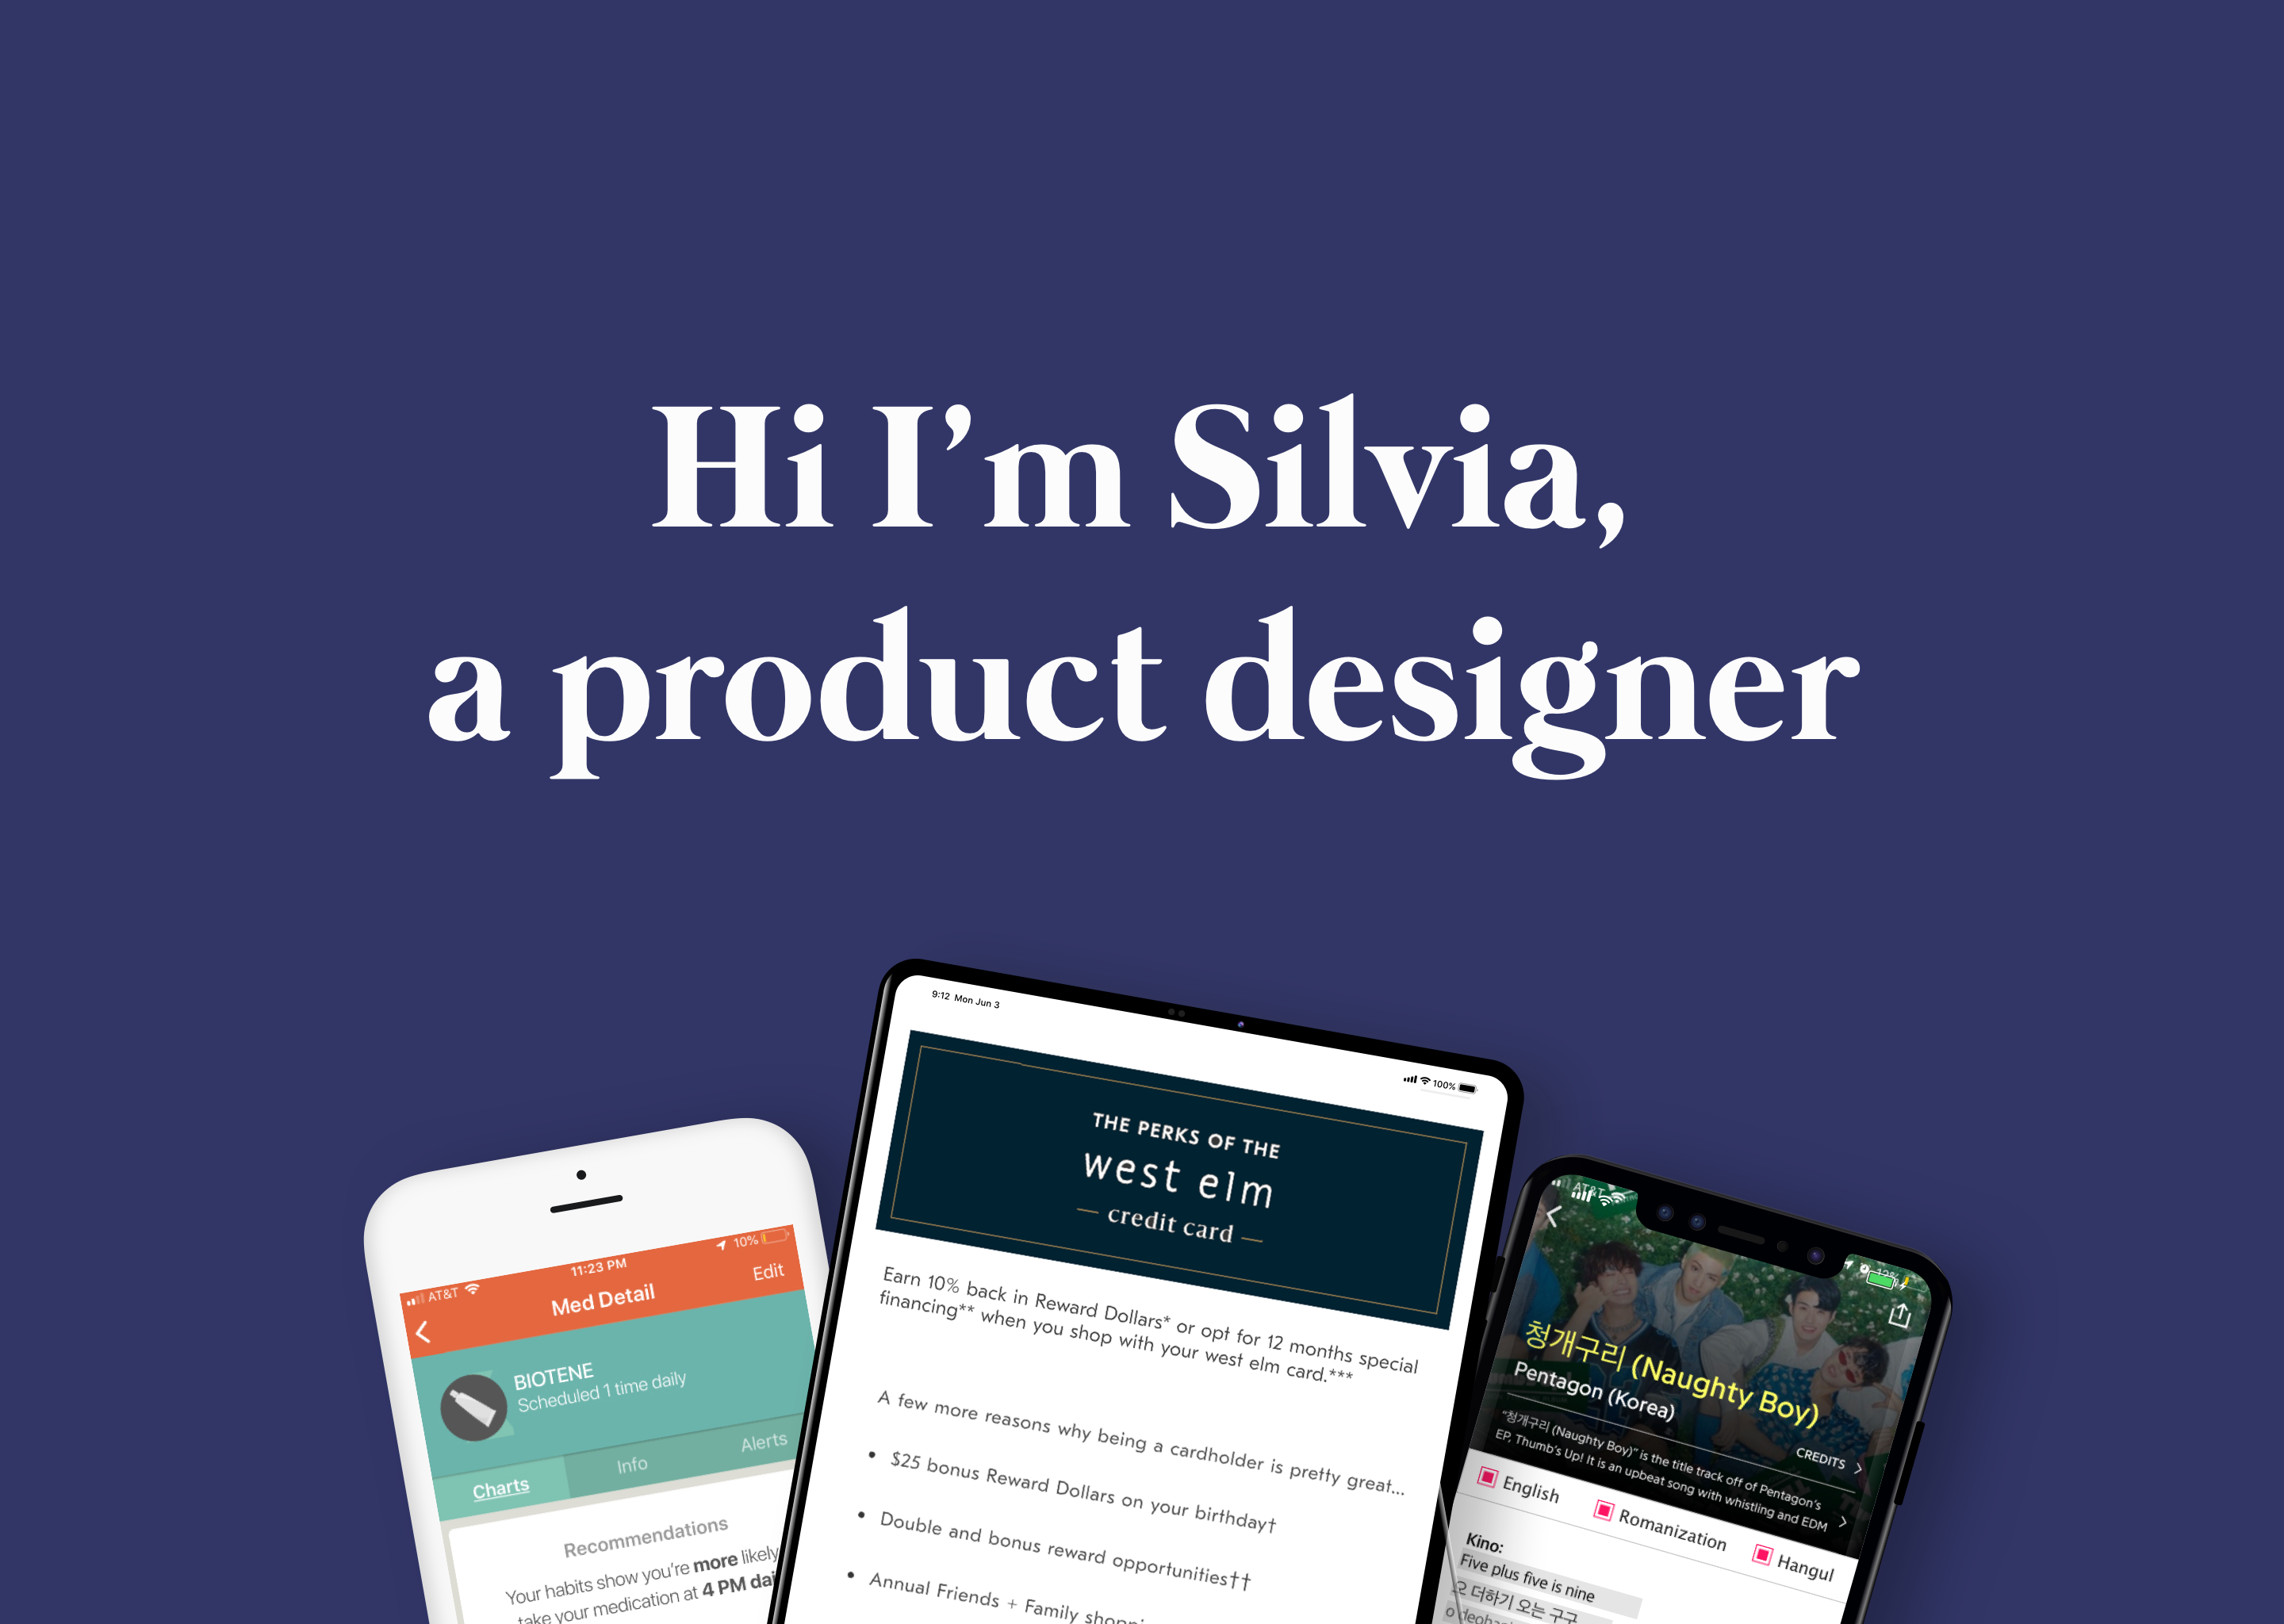 Hi I’m Silvia,
a product designer
11:23 PM
AT&T
10%
Med Detail
Edit
BIOTENE
Scheduled 1 time daily
Charts
Info
Alerts
Recommendations
Your habits show you’re more likely
take your medication at 4 PM dai
9:12 Mon Jun 3
100%
THE PERKS OF THE
west elm
credit card
Earn 10% back in Reward Dollars* or opt for 12 months special
financing** when you shop with your west elm card.***
A few more reasons why being a cardholder is pretty great...
• $25 bonus Reward Dollars on your birthday†
• Double and bonus reward opportunities††
• Annual Friends + Family
AT&T
청개구리 (Naughty Boy)
Pentagon (Korea)
CREDITS
“청개구리 (Naughty Boy)” is the title track off of Pentagon’s
EP, Thumb’s Up! It is an upbeat song with whistling and EDM
English
Romanization
Hangul
Kino:
Five plus five is nine
오 더하기 오는 구구